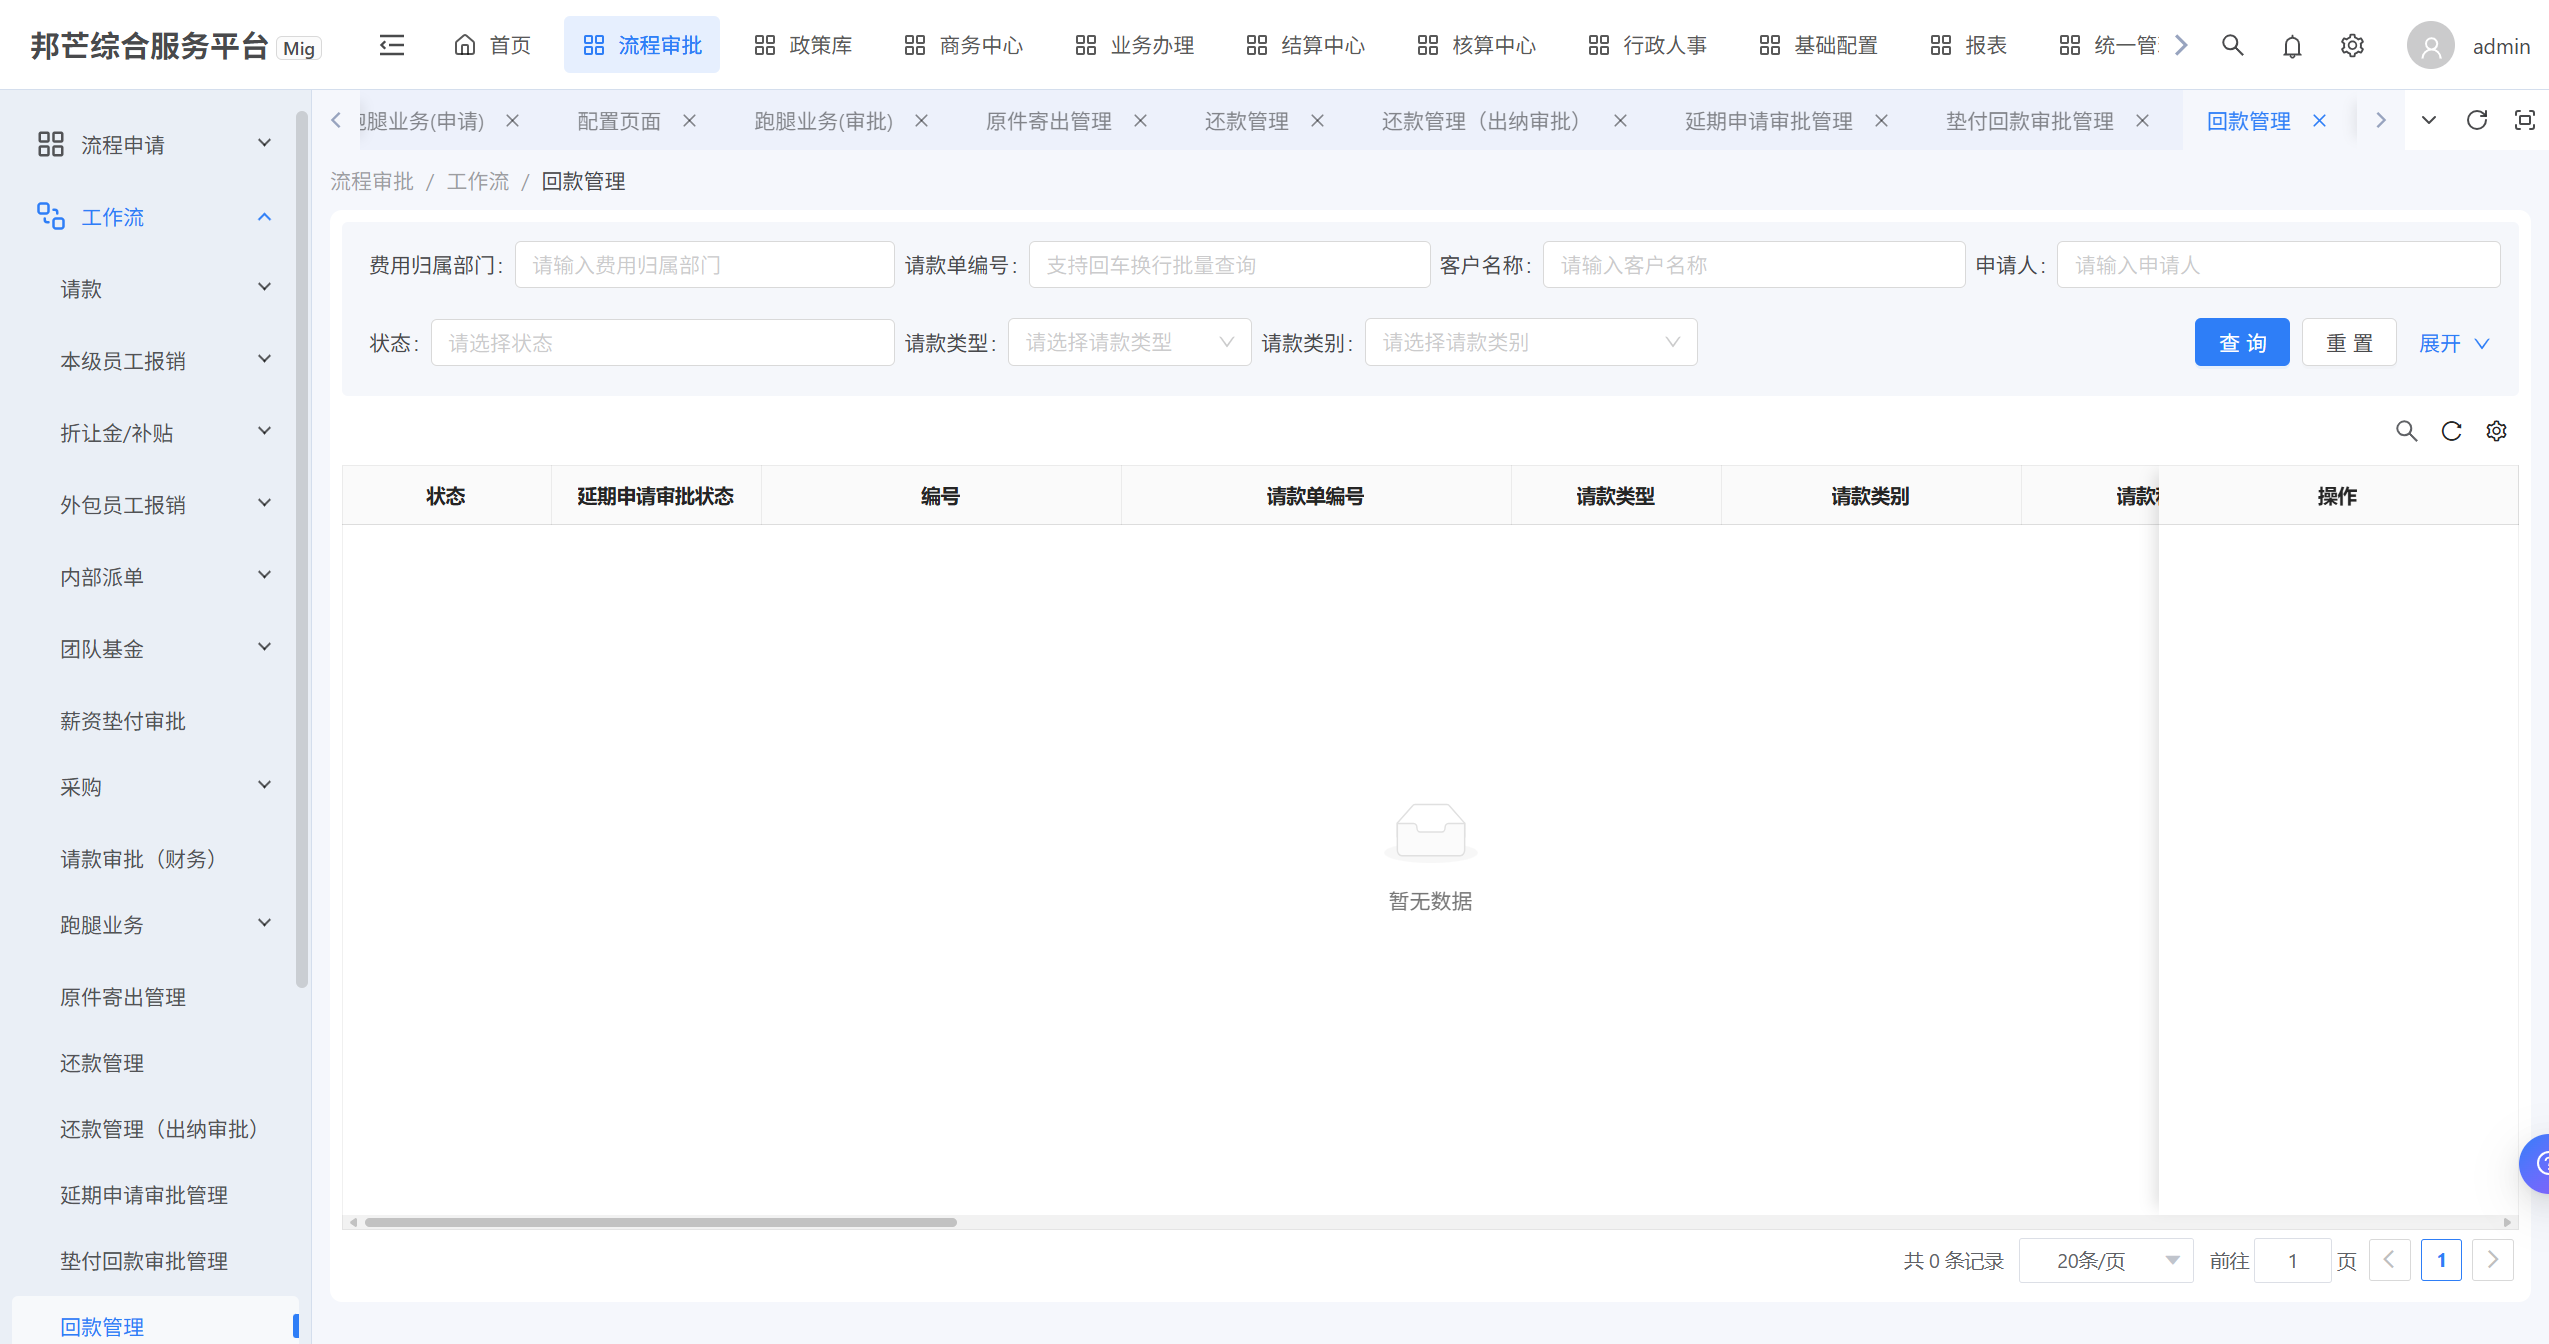 邦芒综合服务平台 Mig
首页 流程审批 政策库 商务中心 业务办理 结算中心 核算中心 行政人事 基础配置 报表 统一管 admin
腿业务(申请) 配置页面 跑腿业务(审批) 原件寄出管理 还款管理 还款管理（出纳审批） 延期申请审批管理 垫付回款审批管理 回款管理
流程审批 / 工作流 / 回款管理
流程申请
工作流
请款
本级员工报销
折让金/补贴
外包员工报销
内部派单
团队基金
薪资垫付审批
采购
请款审批（财务）
跑腿业务
原件寄出管理
还款管理
还款管理（出纳审批）
延期申请审批管理
垫付回款审批管理
回款管理
费用归属部门: 请输入费用归属部门 请款单编号: 支持回车换行批量查询 客户名称: 请输入客户名称 申请人: 请输入申请人
状态: 请选择状态 请款类型: 请选择请款类型 请款类别: 请选择请款类别 查 询 重 置 展开
状态 延期申请审批状态 编号 请款单编号 请款类型 请款类别 请款 操作
暂无数据
共 0 条记录 20条/页 前往 1 页 1